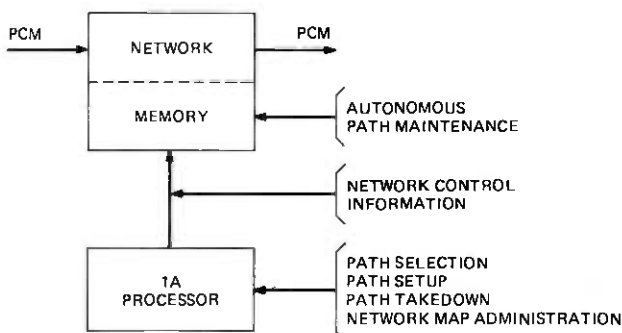 PCM
NETWORK
PCM
MEMORY
AUTONOMOUS
PATH MAINTENANCE
NETWORK CONTROL
INFORMATION
1A
PROCESSOR
PATH SELECTION
PATH SETUP
PATH TAKEDOWN
NETWORK MAP ADMINISTRATION